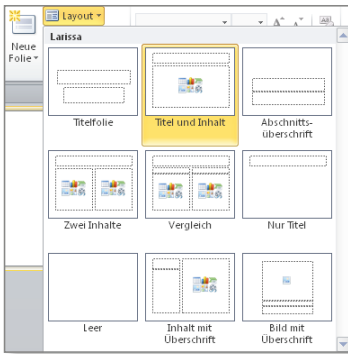 Layout
Neue
Folie
Larissa
Titelfolie
Titel und Inhalt
Abschnitts-
überschrift
Zwei Inhalte
Vergleich
Nur Titel
Leer
Inhalt mit
Überschrift
Bild mit
Überschrift